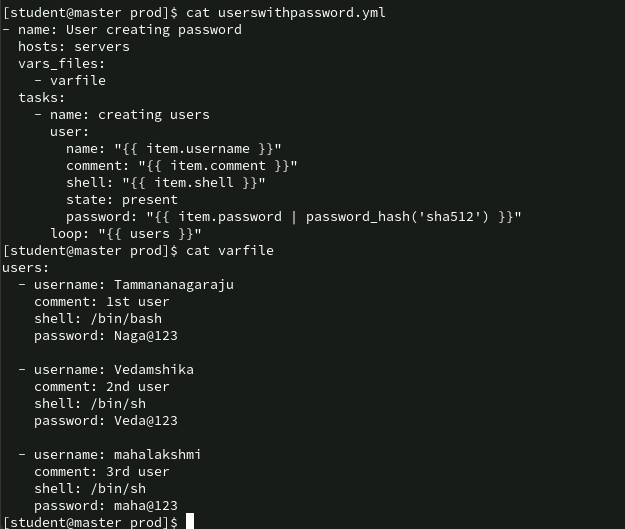 [student@master prod]$ cat userswithpassword.yml
- name: User creating password
  hosts: servers
  vars_files:
    - varfile
  tasks:
    - name: creating users
      user:
        name: "{{ item.username }}"
        comment: "{{ item.comment }}"
        shell: "{{ item.shell }}"
        state: present
        password: "{{ item.password | password_hash('sha512') }}"
      loop: "{{ users }}"
[student@master prod]$ cat varfile
users:
  - username: Tammananagaraju
    comment: 1st user
    shell: /bin/bash
    password: Naga@123

  - username: Vedamshika
    comment: 2nd user
    shell: /bin/sh
    password: Veda@123

  - username: mahalakshmi
    comment: 3rd user
    shell: /bin/sh
    password: maha@123
[student@master prod]$